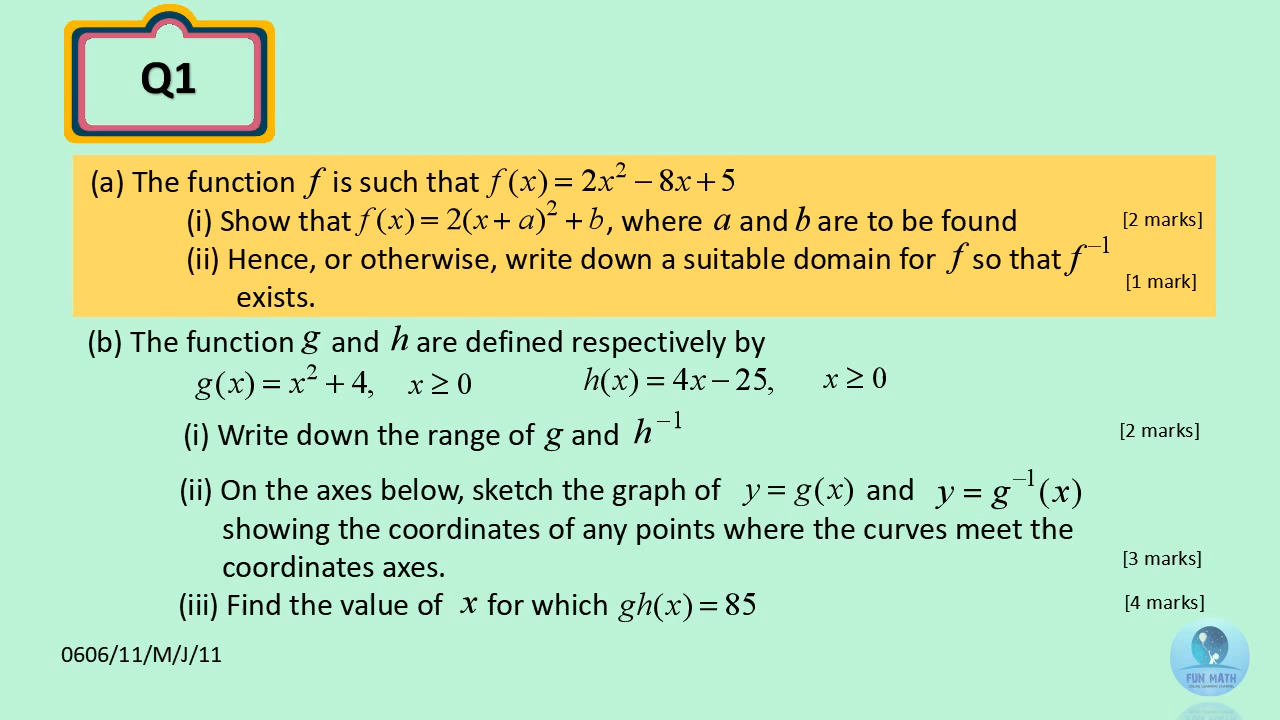 Q1
(a) The function f is such that f(x) = 2x² − 8x + 5
(i) Show that f(x) = 2(x + a)² + b, where a and b are to be found [2 marks]
(ii) Hence, or otherwise, write down a suitable domain for f so that f⁻¹
exists. [1 mark]
(b) The function g and h are defined respectively by
g(x) = x² + 4, x ≥ 0 h(x) = 4x − 25, x ≥ 0
(i) Write down the range of g and h⁻¹ [2 marks]
(ii) On the axes below, sketch the graph of y = g(x) and y = g⁻¹(x)
showing the coordinates of any points where the curves meet the
coordinates axes. [3 marks]
(iii) Find the value of x for which gh(x) = 85 [4 marks]
0606/11/M/J/11
FUN MATH
ONLINE LEARNING CHANNEL